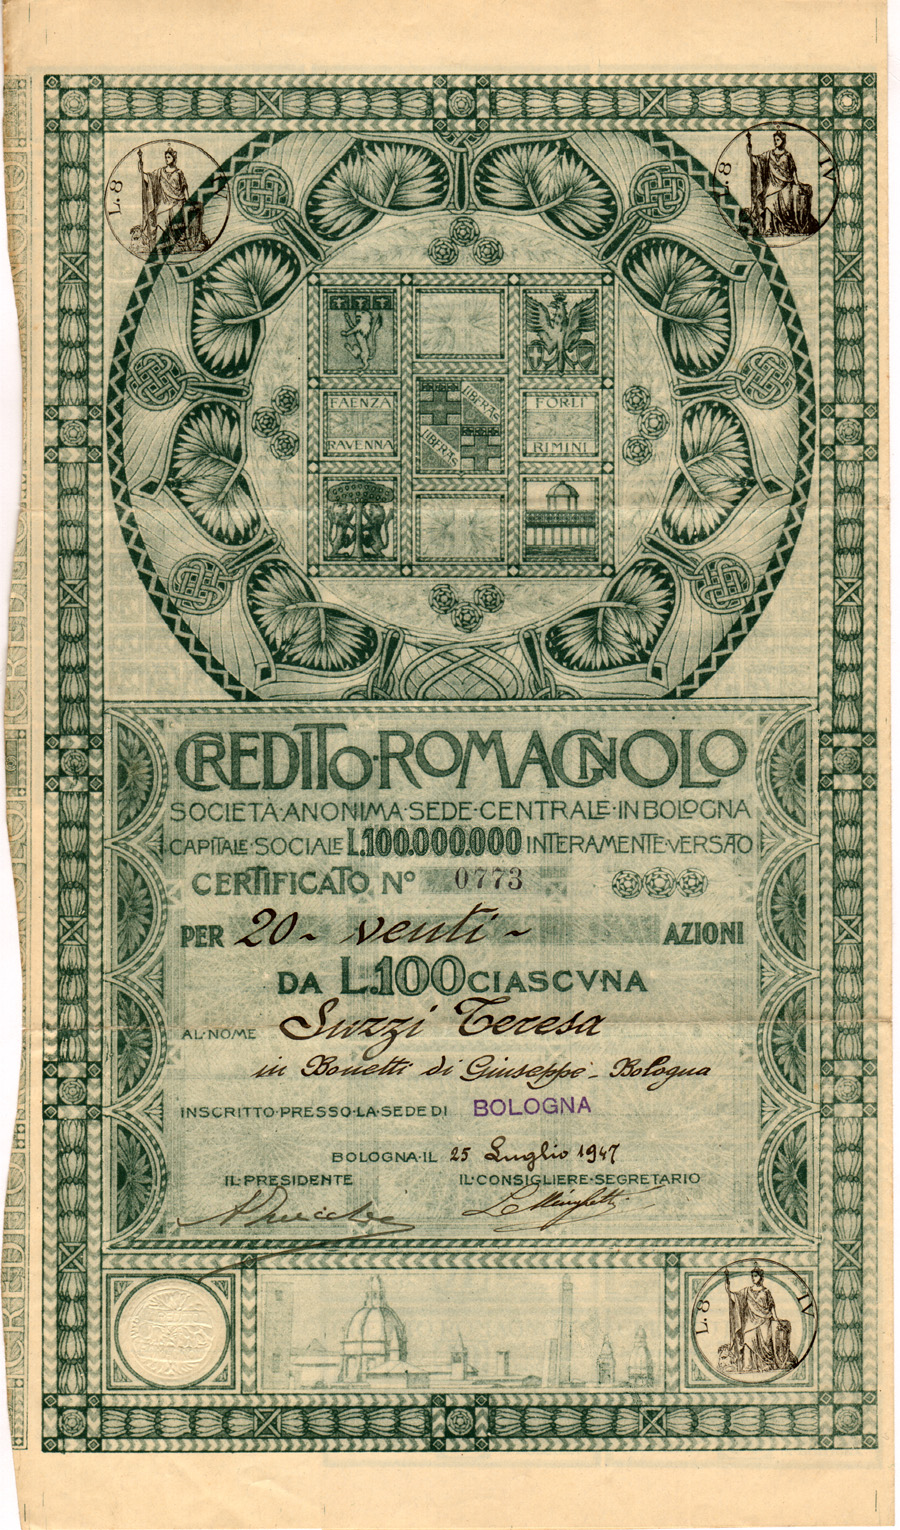 L. 8
IV
L. 8
FAENZA
RAVENNA
LIBERTAS
LIBERTAS
FORLI'
RIMINI
CREDITO·ROMAGNOLO
SOCIETÀ·ANONIMA·SEDE·CENTRALE·IN BOLOGNA
CAPITALE·SOCIALE L.100.000.000 INTERAMENTE·VERSATO
CERTIFICATO Nº 0773
PER 20 ~ venti ~ AZIONI
DA L.100 CIASCVNA
AL·NOME Suzzi Teresa
in Bonetti di Giuseppe - Bologna
INSCRITTO·PRESSO·LA·SEDE DI BOLOGNA
BOLOGNA·IL 25 Luglio 1947
IL·PRESIDENTE IL·CONSIGLIERE·SEGRETARIO
L. 8 IV